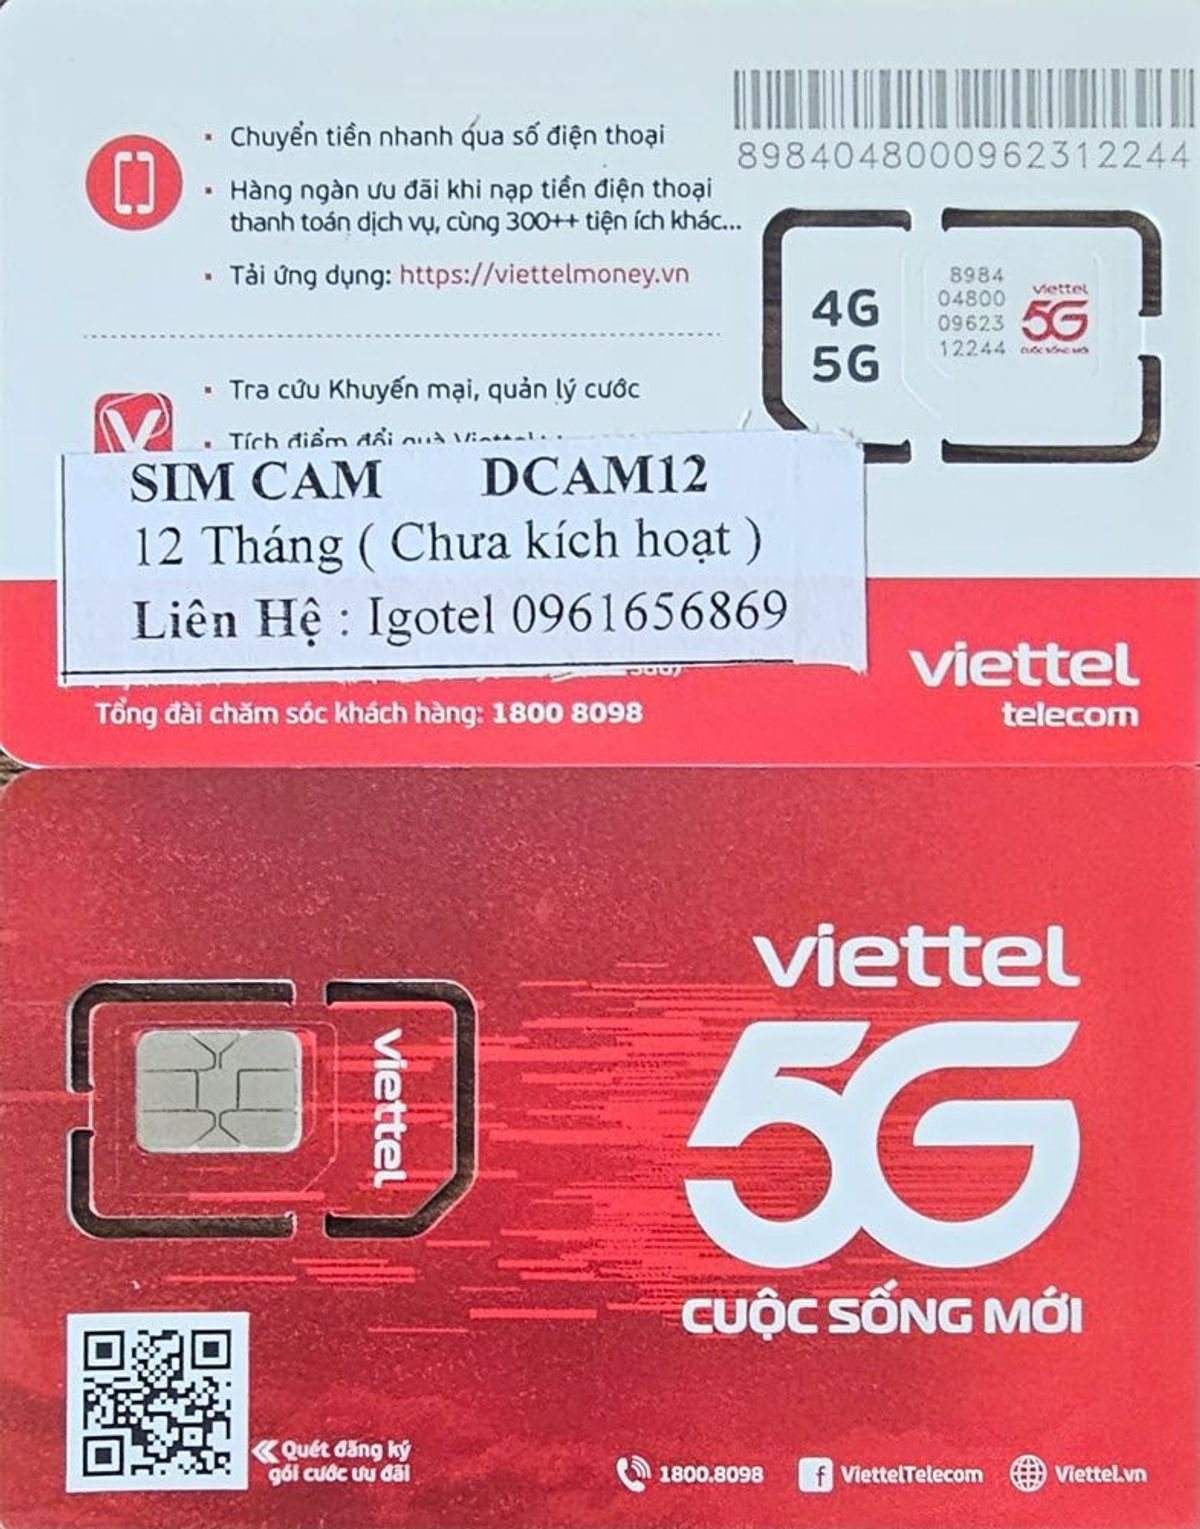 8984048000962312244
Chuyển tiền nhanh qua số điện thoại
Hàng ngàn ưu đãi khi nạp tiền điện thoại
thanh toán dịch vụ, cùng 300++ tiện ích khác...
Tải ứng dụng: https://viettelmoney.vn
4G
5G
8984
04800
09623
12244
viettel
5G
CUỘC SỐNG MỚI
Tra cứu Khuyến mại, quản lý cước
Tích điểm đổi quà
SIM CAM DCAM12
12 Tháng ( Chưa kích hoạt )
Liên Hệ : Igotel 0961656869
Tổng đài chăm sóc khách hàng: 1800 8098
viettel
telecom
viettel
5G
CUỘC SỐNG MỚI
viettel
Quét đăng ký
gói cước ưu đãi
1800.8098
ViettelTelecom
Viettel.vn